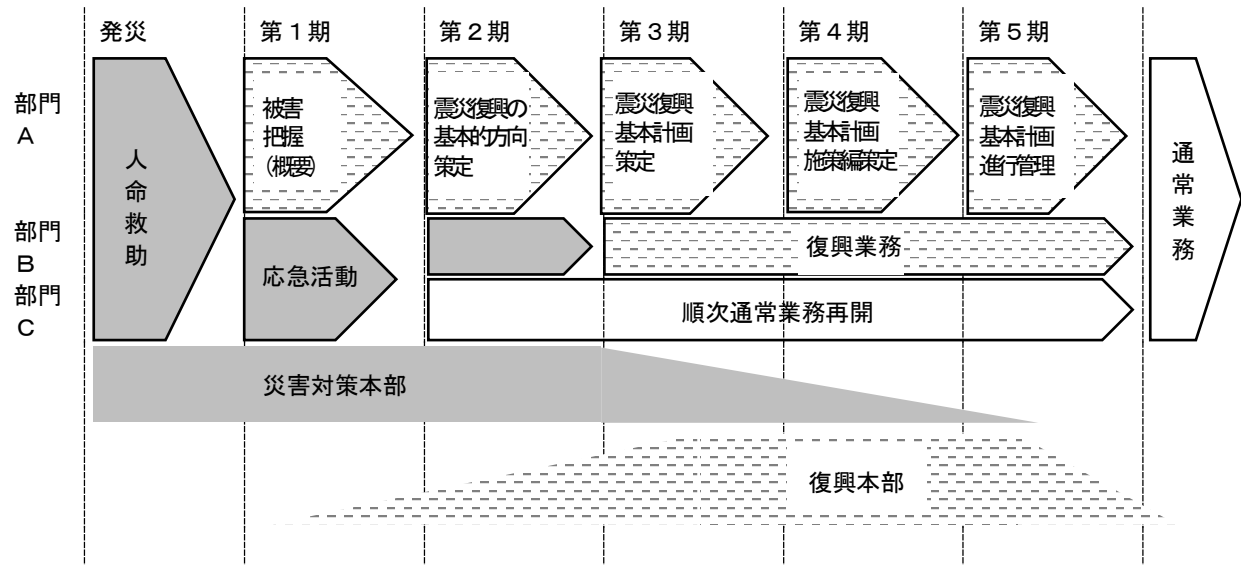 発災
第１期
第２期
第３期
第４期
第５期
部門
A
人命救助
被害
把握
（概要）
震災復興の
基本的方向
策定
震災復興
基本計画
策定
震災復興
基本計画
施策編策定
震災復興
基本計画
進行管理
通常業務
部門
B
応急活動
復興業務
部門
C
順次通常業務再開
災害対策本部
復興本部